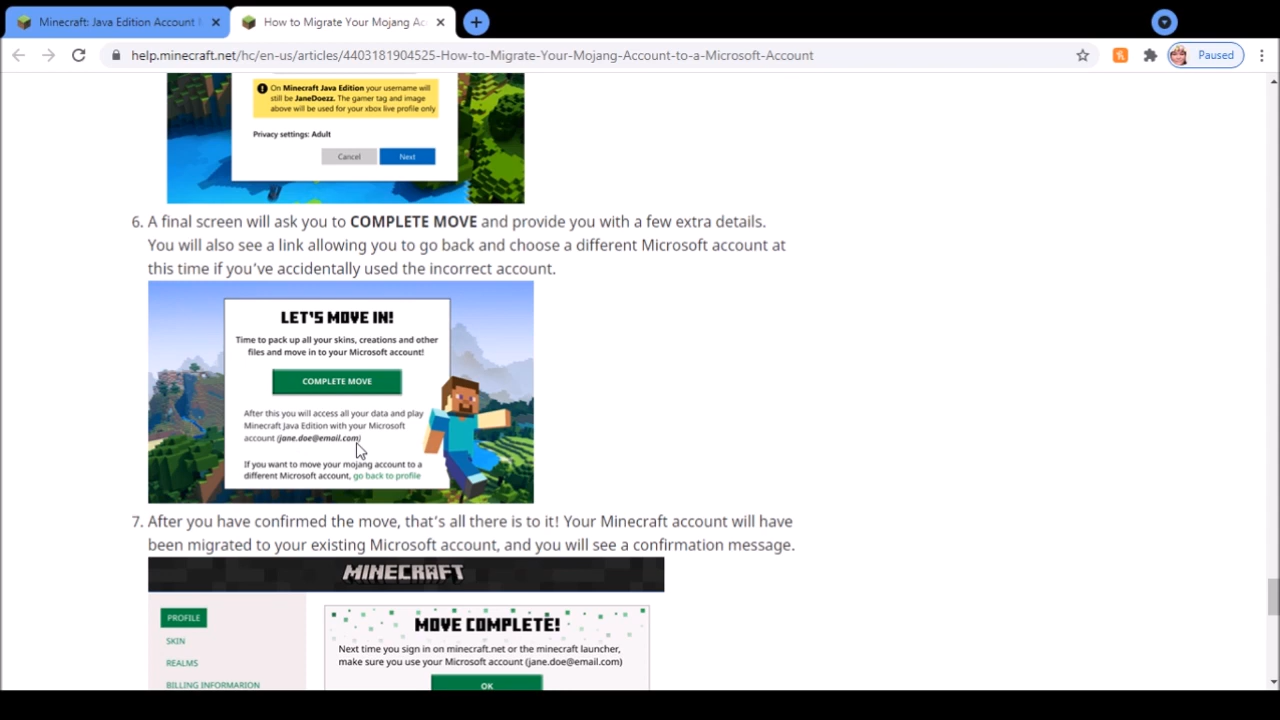 Minecraft: Java Edition Account
How to Migrate Your Mojang Ac
help.minecraft.net/hc/en-us/articles/4403181904525-How-to-Migrate-Your-Mojang-Account-to-a-Microsoft-Account
Paused
On Minecraft Java Edition your username will
still be JaneDoezz. The gamer tag and image
above will be used for your xbox live profile only
Privacy settings: Adult
Cancel
Next
6. A final screen will ask you to COMPLETE MOVE and provide you with a few extra details.
You will also see a link allowing you to go back and choose a different Microsoft account at
this time if you've accidentally used the incorrect account.
LET'S MOVE IN!
Time to pack up all your skins, creations and other
files and move in to your Microsoft account!
COMPLETE MOVE
After this you will access all your data and play
Minecraft Java Edition with your Microsoft
account (jane.doe@email.com)
If you want to move your mojang account to a
different Microsoft account, go back to profile
7. After you have confirmed the move, that's all there is to it! Your Minecraft account will have
been migrated to your existing Microsoft account, and you will see a confirmation message.
MINECRAFT
PROFILE
SKIN
REALMS
BILLING INFORMARION
MOVE COMPLETE!
Next time you sign in on minecraft.net or the minecraft launcher,
make sure you use your Microsoft account (jane.doe@email.com)
OK